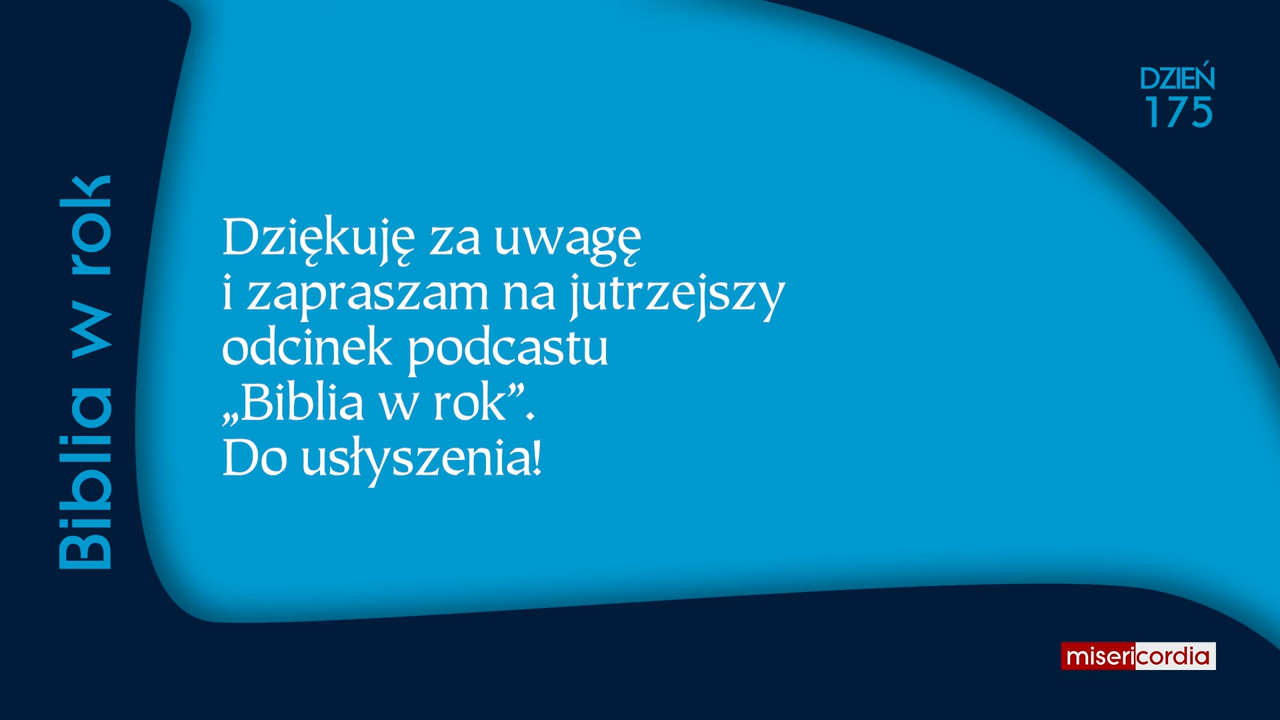 Biblia w rok
DZIEŃ
175
Dziękuję za uwagę
i zapraszam na jutrzejszy
odcinek podcastu
„Biblia w rok”.
Do usłyszenia!
misericordia